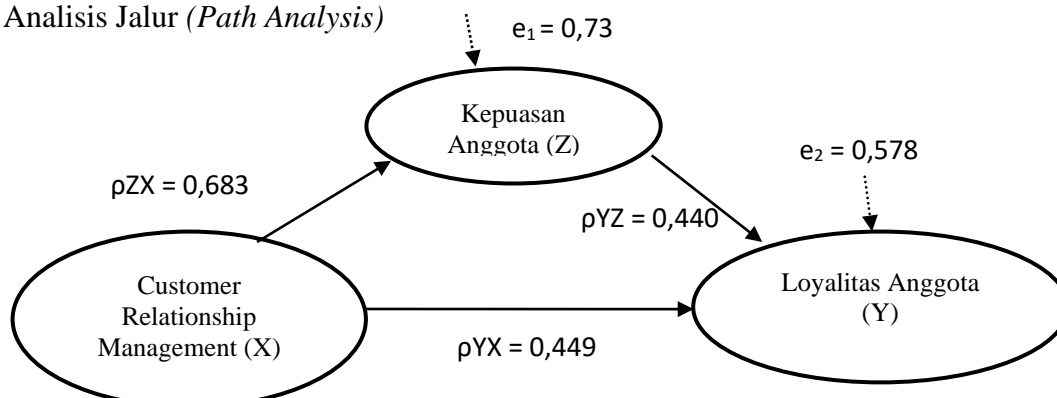 Analisis Jalur (Path Analysis)
e₁ = 0,73
Kepuasan
Anggota (Z)
e₂ = 0,578
ρZX = 0,683
ρYZ = 0,440
Customer
Relationship
Management (X)
Loyalitas Anggota
(Y)
ρYX = 0,449